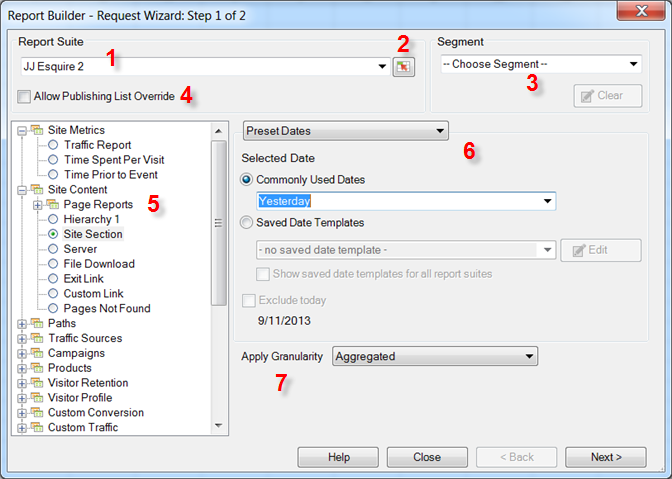 Report Builder - Request Wizard: Step 1 of 2
X
Report Suite
1
2
JJ Esquire 2
Allow Publishing List Override
4
Segment
-- Choose Segment --
3
Clear
Site Metrics
Traffic Report
Time Spent Per Visit
Time Prior to Event
Site Content
Page Reports
5
Hierarchy 1
Site Section
Server
File Download
Exit Link
Custom Link
Pages Not Found
Paths
Traffic Sources
Campaigns
Products
Visitor Retention
Visitor Profile
Custom Conversion
Custom Traffic
Preset Dates
6
Selected Date
Commonly Used Dates
Yesterday
Saved Date Templates
- no saved date template -
Edit
Show saved date templates for all report suites
Exclude today
9/11/2013
Apply Granularity
Aggregated
7
Help
Close
< Back
Next >